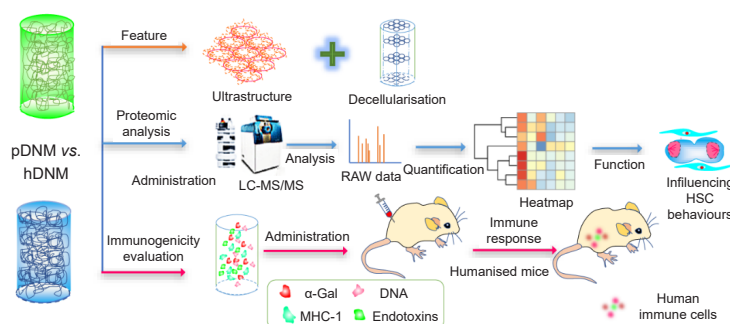 pDNM vs.
hDNM
Feature
Ultrastructure
Decellularisation
Proteomic
analysis
Administration
LC-MS/MS
Analysis
RAW data
Quantification
Heatmap
Function
Infiluencing
HSC
behaviours
Immunogenicity
evaluation
Administration
Immune
response
Humanised mice
α-Gal
DNA
MHC-1
Endotoxins
Human
immune cells